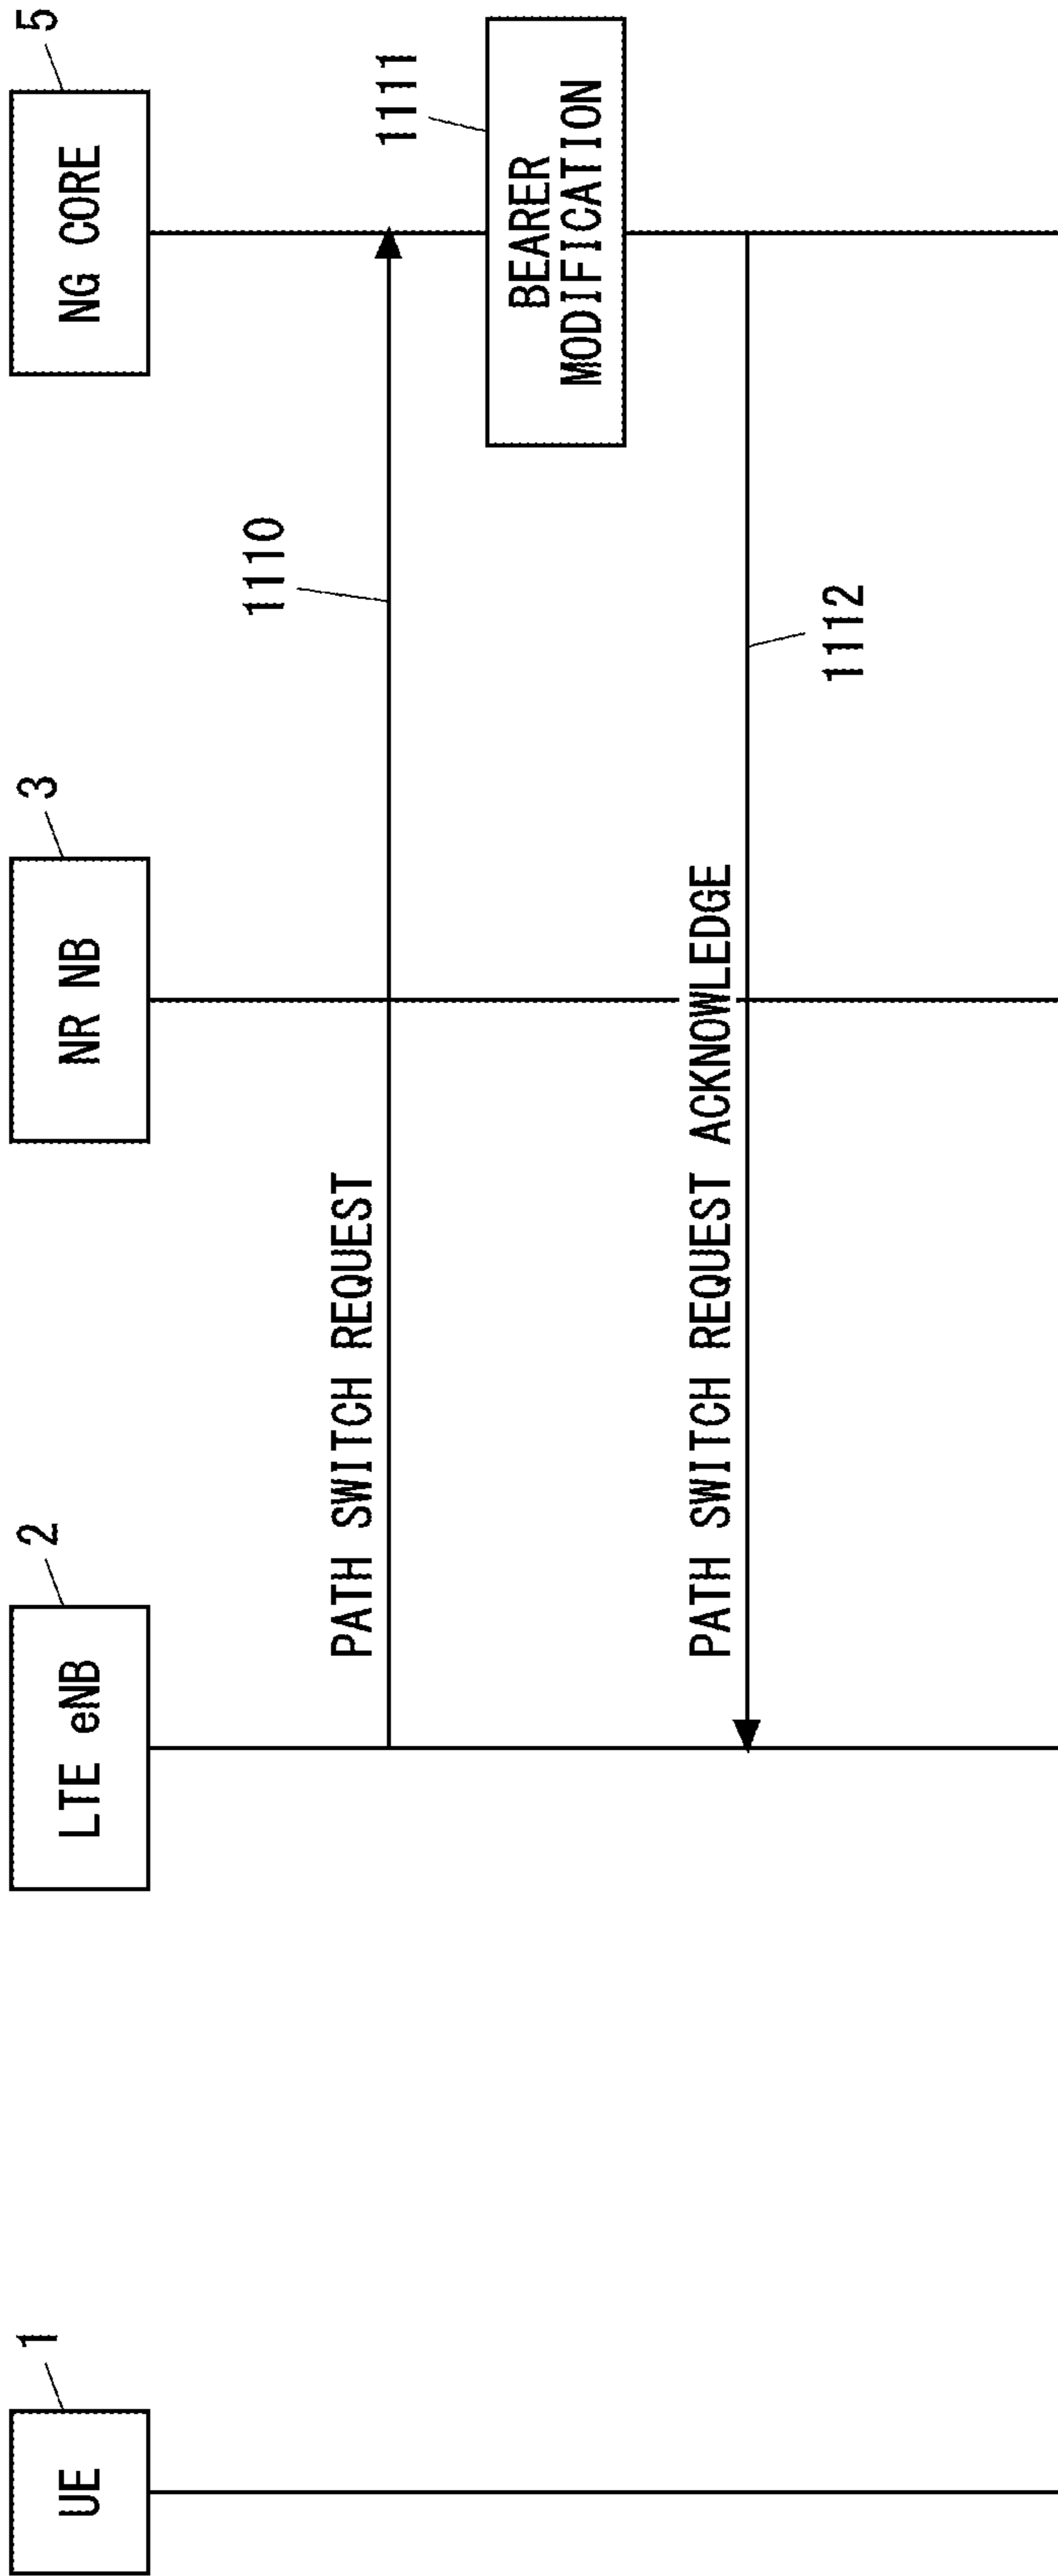 UE
1
LTE eNB
2
NR NB
3
NG CORE
5
1110
PATH SWITCH REQUEST
1111
BEARER
MODIFICATION
PATH SWITCH REQUEST ACKNOWLEDGE
1112